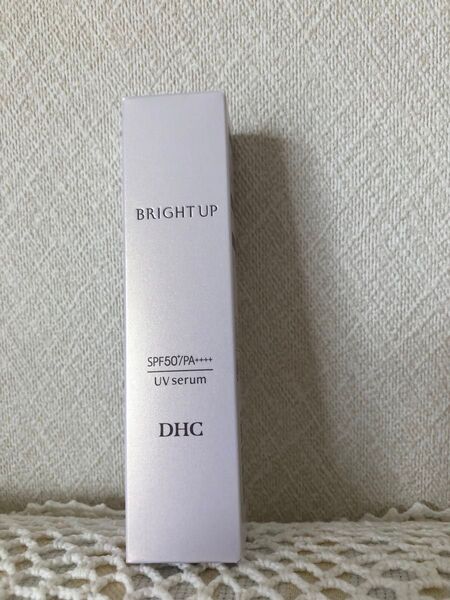 BRIGHT UP
SPF50+/PA++++
UV serum
DHC